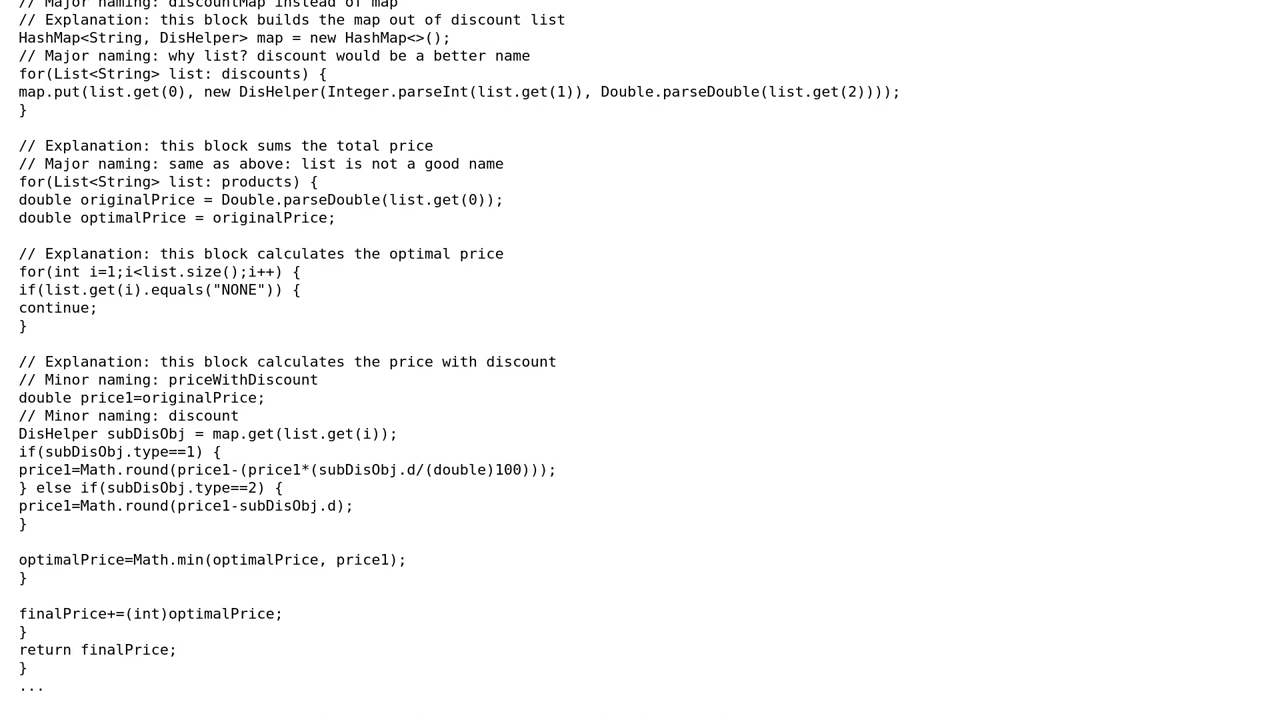 // Major naming: discountMap instead of map
// Explanation: this block builds the map out of discount list
HashMap<String, DisHelper> map = new HashMap<>();
// Major naming: why list? discount would be a better name
for(List<String> list: discounts) {
map.put(list.get(0), new DisHelper(Integer.parseInt(list.get(1)), Double.parseDouble(list.get(2))));
}

// Explanation: this block sums the total price
// Major naming: same as above: list is not a good name
for(List<String> list: products) {
double originalPrice = Double.parseDouble(list.get(0));
double optimalPrice = originalPrice;

// Explanation: this block calculates the optimal price
for(int i=1;i<list.size();i++) {
if(list.get(i).equals("NONE")) {
continue;
}

// Explanation: this block calculates the price with discount
// Minor naming: priceWithDiscount
double price1=originalPrice;
// Minor naming: discount
DisHelper subDisObj = map.get(list.get(i));
if(subDisObj.type==1) {
price1=Math.round(price1-(price1*(subDisObj.d/(double)100)));
} else if(subDisObj.type==2) {
price1=Math.round(price1-subDisObj.d);
}

optimalPrice=Math.min(optimalPrice, price1);
}

finalPrice+=(int)optimalPrice;
}
return finalPrice;
}
...